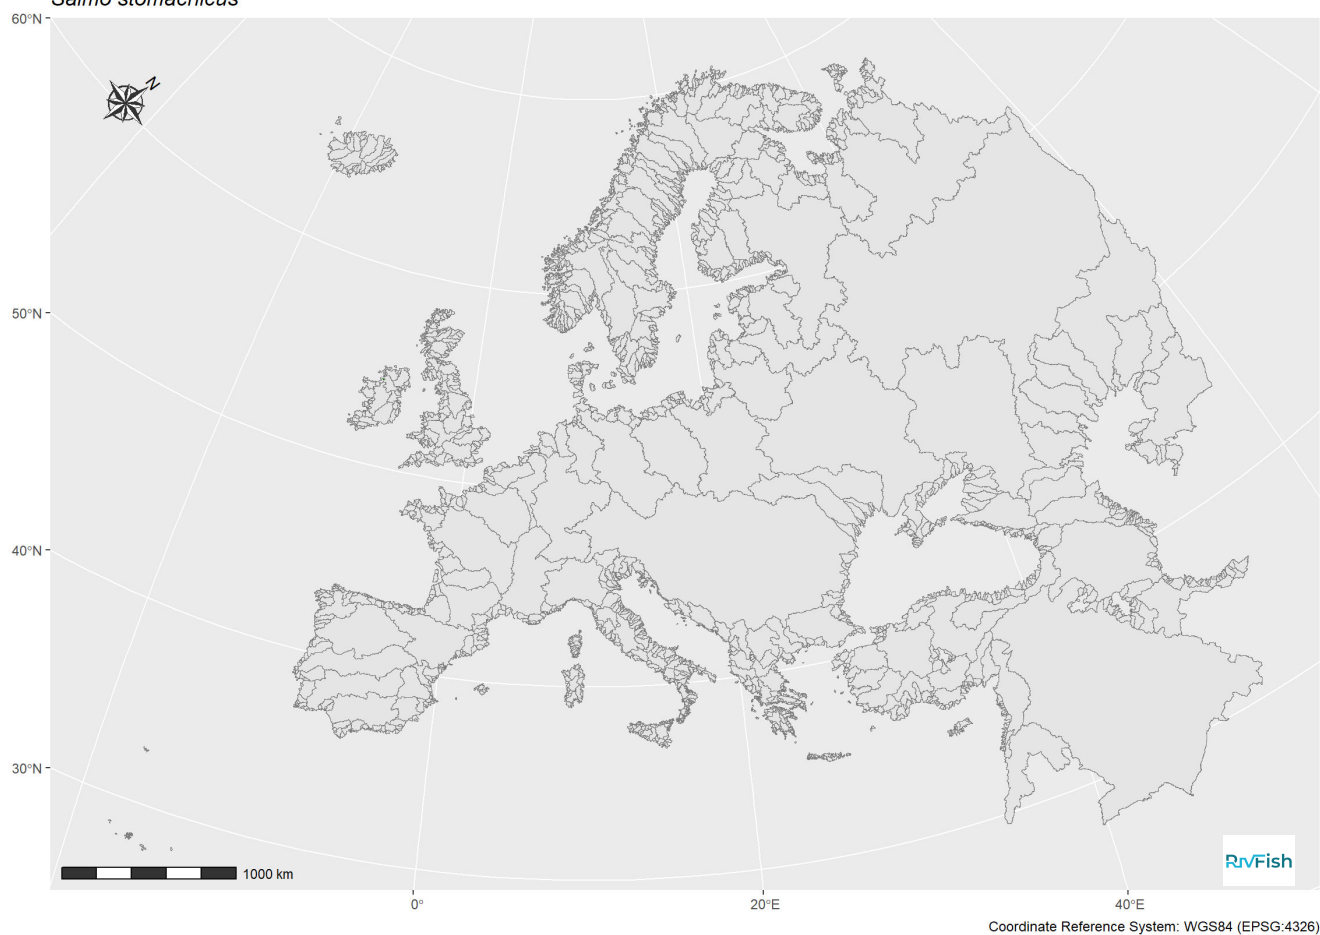 Salmo stomachicus
60°N
N
50°N
40°N
30°N
1000 km
RivFish
0°
20°E
40°E
Coordinate Reference System: WGS84 (EPSG:4326)